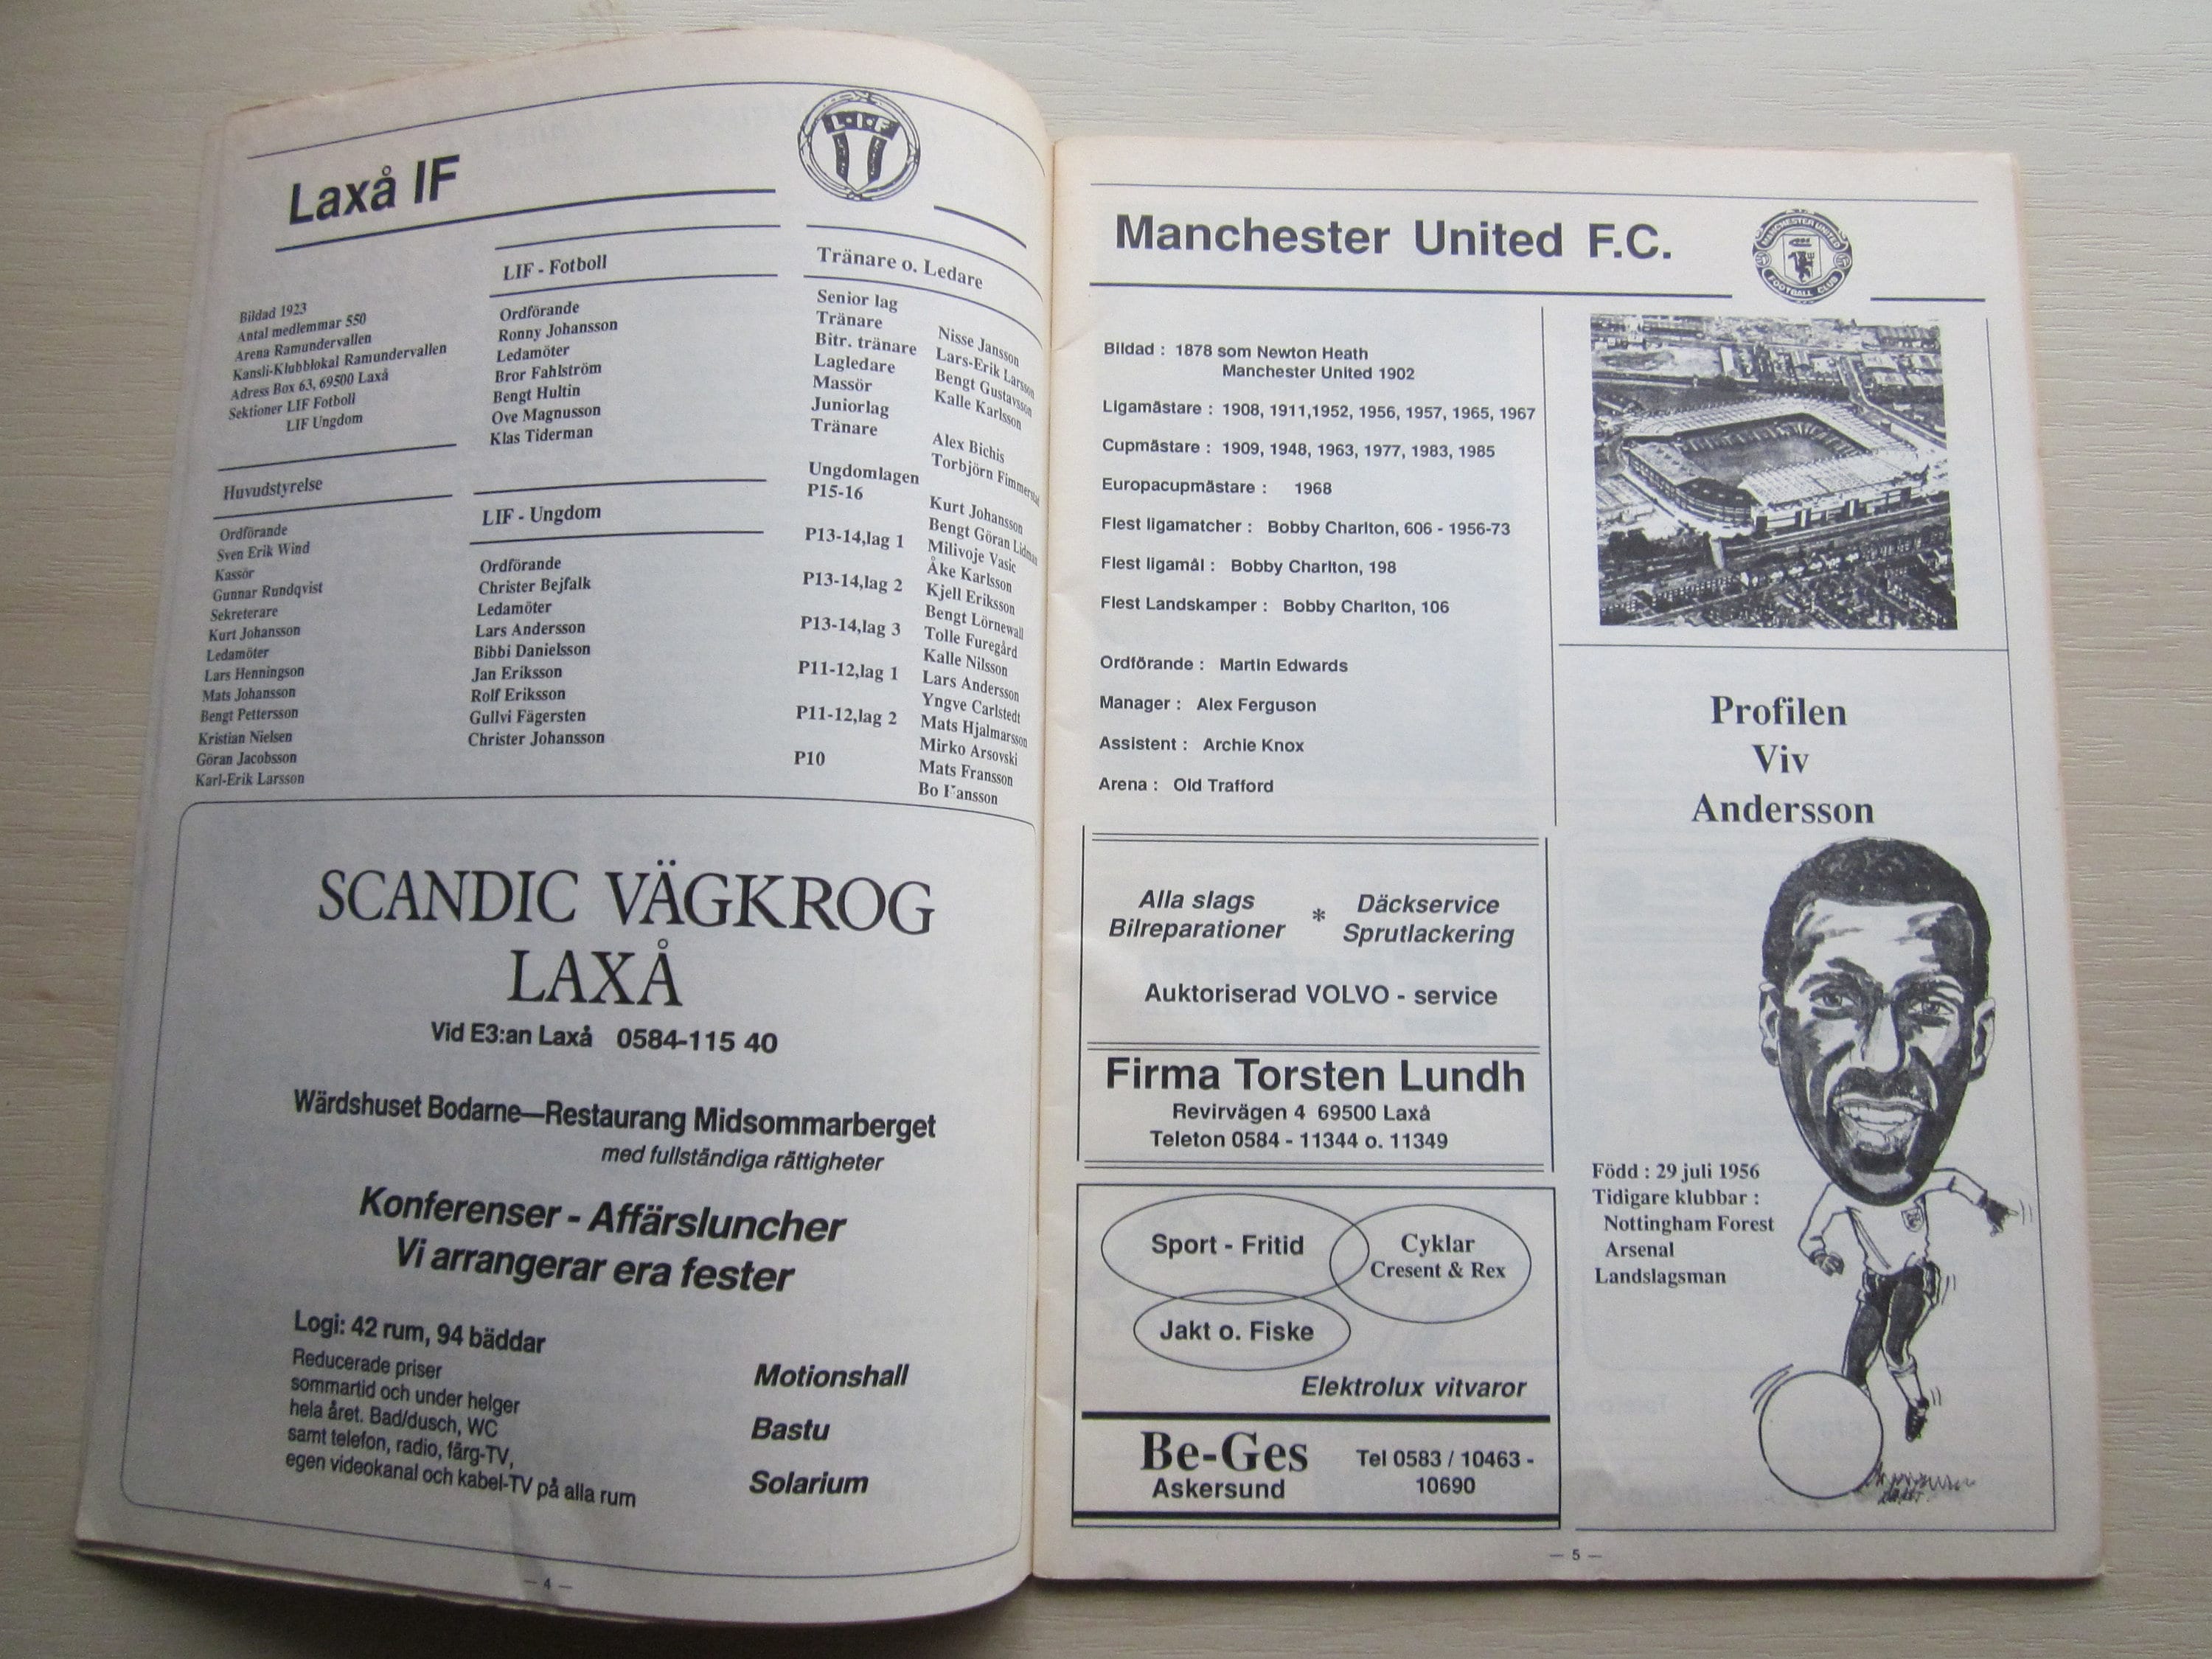 Laxå IF
L·I·F
Bildad 1923
Antal medlemmar 550
Arena Ramundervallen
Kansli-Klubblokal Ramundervallen
Adress Box 63, 69500 Laxå
Sektioner LIF Fotboll
LIF Ungdom
Huvudstyrelse
Ordförande
Sven Erik Wind
Kassör
Gunnar Rundqvist
Sekreterare
Kurt Johansson
Ledamöter
Lars Henningson
Mats Johansson
Bengt Pettersson
Kristian Nielsen
Göran Jacobsson
Karl-Erik Larsson
LIF - Fotboll
Ordförande
Ronny Johansson
Ledamöter
Bror Fahlström
Bengt Hultin
Ove Magnusson
Klas Tiderman
LIF - Ungdom
Ordförande
Christer Bejfalk
Ledamöter
Lars Andersson
Bibbi Danielsson
Jan Eriksson
Rolf Eriksson
Gullvi Fägersten
Christer Johansson
Tränare o. Ledare
Senior lag
Tränare Nisse Jansson
Bitr. tränare Lars-Erik Larsson
Lagledare Bengt Gustavsson
Massör Kalle Karlsson
Juniorlag
Tränare Alex Bichis
Torbjörn
Ungdomlagen
P15-16 Kurt Johansson
Bengt Göran
P13-14,lag 1 Milivoje Vasic
Åke Karlsson
P13-14,lag 2 Kjell Eriksson
Bengt Lörnewall
P13-14,lag 3 Tolle Furegård
Kalle Nilsson
P11-12,lag 1 Lars Andersson
Yngve Carlstedt
P11-12,lag 2 Mats Hjalmarsson
Mirko Arsovski
P10 Mats Fransson
Bo
SCANDIC VÄGKROG
LAXÅ
Vid E3:an Laxå 0584-115 40
Wärdshuset Bodarne—Restaurang Midsommarberget
med fullständiga rättigheter
Konferenser - Affärsluncher
Vi arrangerar era fester
Logi: 42 rum, 94 bäddar
Reducerade priser
sommartid och under helger
hela året. Bad/dusch, WC
samt telefon, radio, färg-TV,
egen videokanal och kabel-TV på alla rum
Motionshall
Bastu
Solarium
— 4 —
Manchester United F.C.
MANCHESTER UNITED
FOOTBALL CLUB
Bildad : 1878 som Newton Heath
Manchester United 1902
Ligamästare : 1908, 1911,1952, 1956, 1957, 1965, 1967
Cupmästare : 1909, 1948, 1963, 1977, 1983, 1985
Europacupmästare : 1968
Flest ligamatcher : Bobby Charlton, 606 - 1956-73
Flest ligamål : Bobby Charlton, 198
Flest Landskamper : Bobby Charlton, 106
Ordförande : Martin Edwards
Manager : Alex Ferguson
Assistent : Archie Knox
Arena : Old Trafford
Alla slags
Bilreparationer
*
Däckservice
Sprutlackering
Auktoriserad VOLVO - service
Firma Torsten Lundh
Revirvägen 4 69500 Laxå
Teleton 0584 - 11344 o. 11349
Sport - Fritid
Cyklar
Cresent & Rex
Jakt o. Fiske
Elektrolux vitvaror
Be-Ges
Askersund
Tel 0583 / 10463 -
10690
Profilen
Viv
Andersson
Född : 29 juli 1956
Tidigare klubbar :
Nottingham Forest
Arsenal
Landslagsman
— 5 —